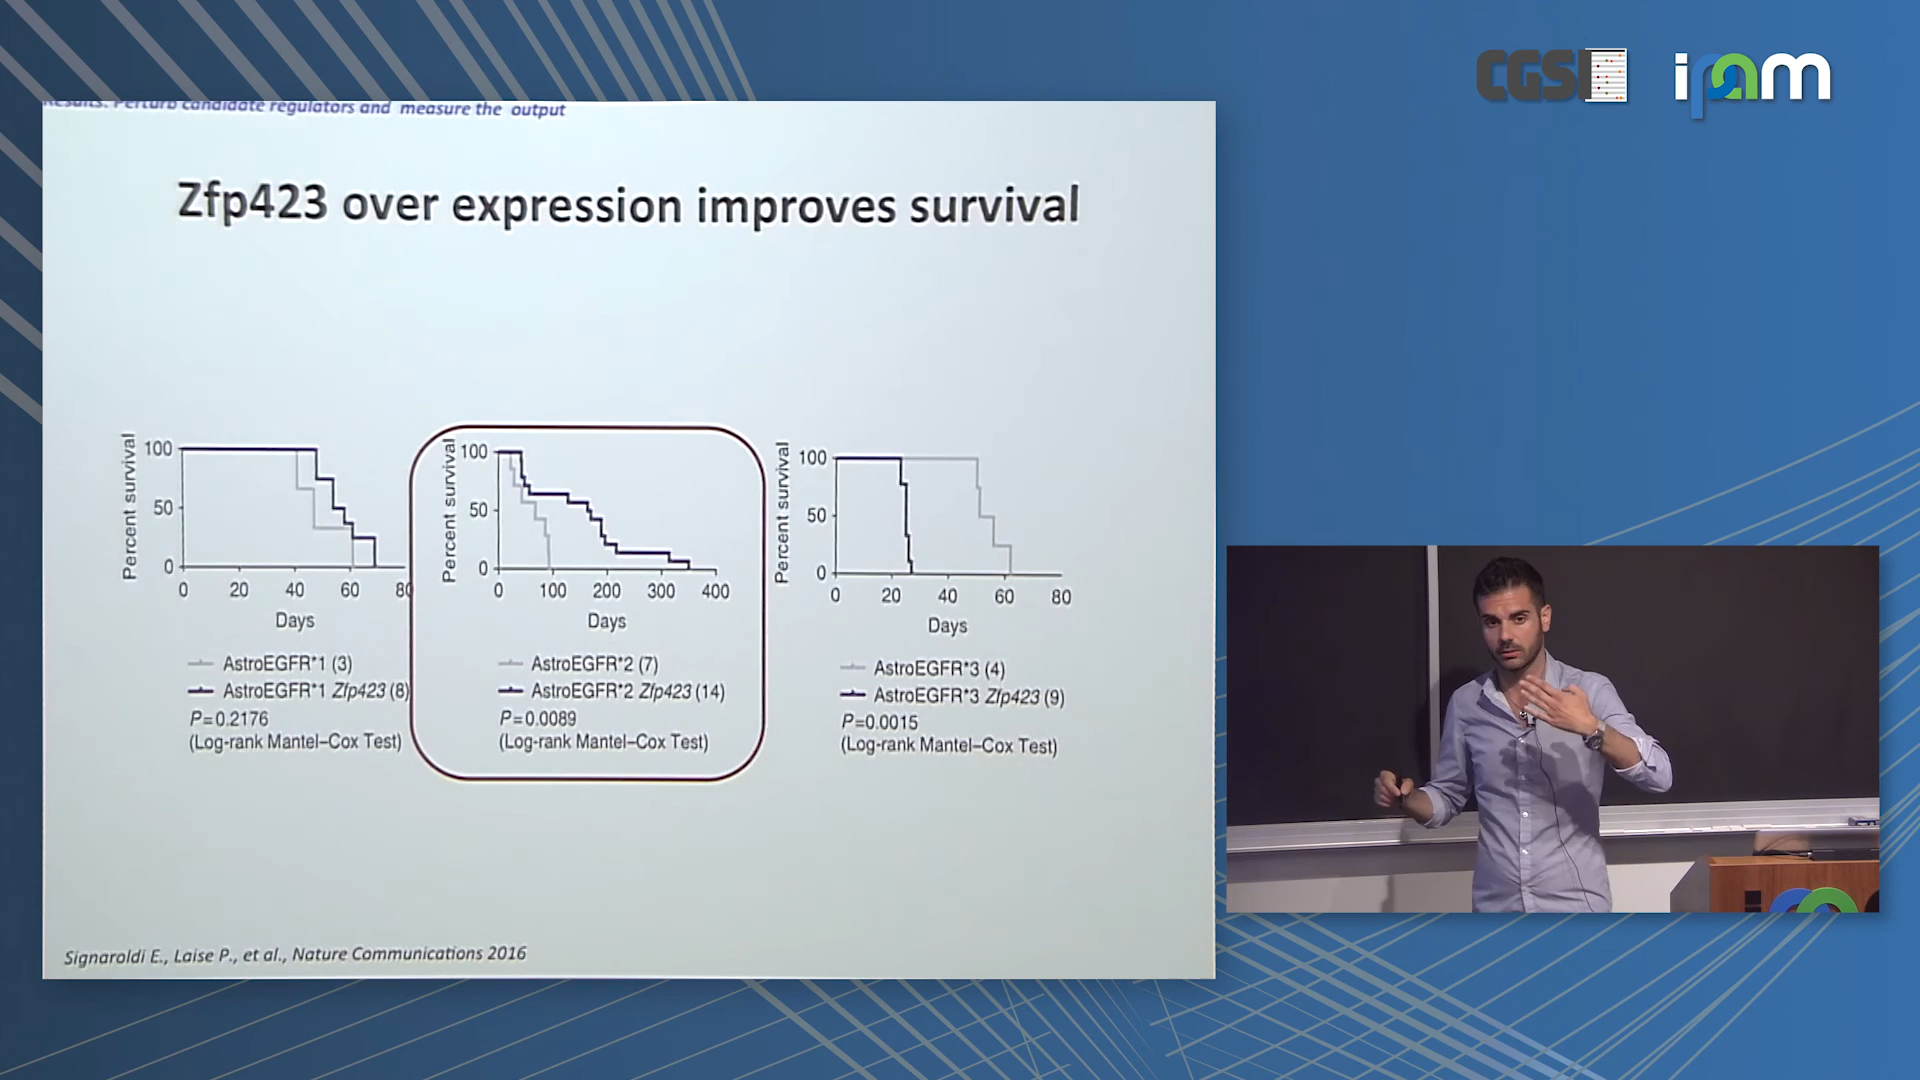 CGSI
ipam
Results: Perturb candidate regulators and measure the output
Zfp423 over expression improves survival
Percent survival
100
50
0
0 20 40 60 80
Days
AstroEGFR*1 (3)
AstroEGFR*1 Zfp423 (8)
P=0.2176
(Log-rank Mantel–Cox Test)
Percent survival
100
50
0
0 100 200 300 400
Days
AstroEGFR*2 (7)
AstroEGFR*2 Zfp423 (14)
P=0.0089
(Log-rank Mantel–Cox Test)
Percent survival
100
50
0
0 20 40 60 80
Days
AstroEGFR*3 (4)
AstroEGFR*3 Zfp423 (9)
P=0.0015
(Log-rank Mantel–Cox Test)
Signaroldi E., Laise P., et al., Nature Communications 2016